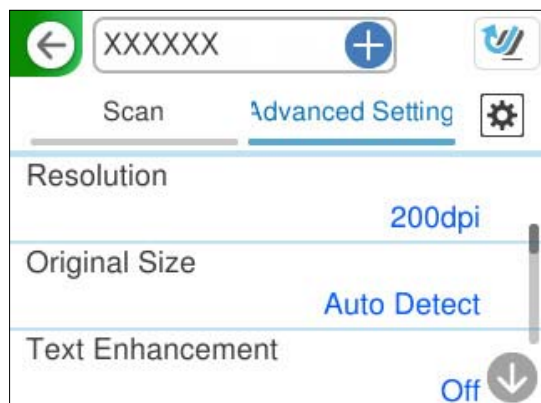 XXXXXX
Scan
Advanced Setting
Resolution
200dpi
Original Size
Auto Detect
Text Enhancement
Off